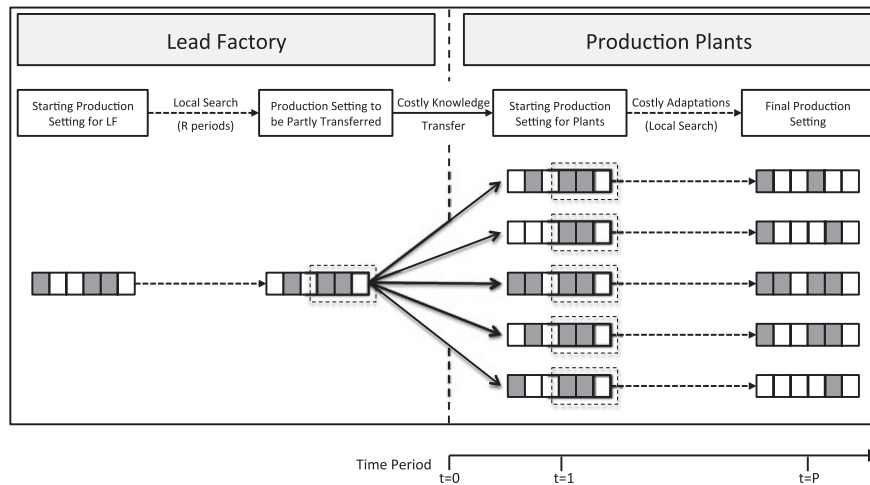 Lead Factory
Production Plants
Starting Production
Setting for LF
Local Search
(R periods)
Production Setting to
be Partly Transferred
Costly Knowledge
Transfer
Starting Production
Setting for Plants
Costly Adaptations
(Local Search)
Final Production
Setting
Time Period
t=0
t=1
t=P